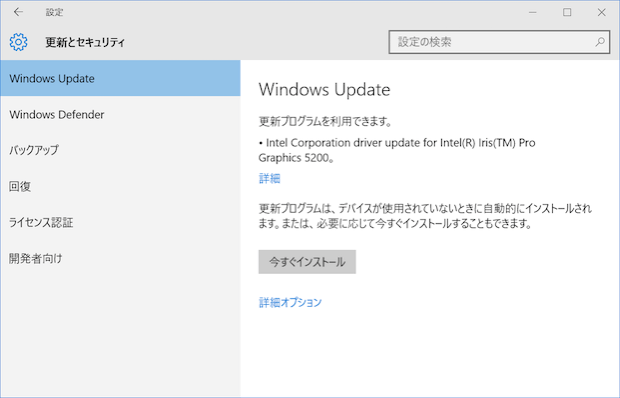 設定
更新とセキュリティ
設定の検索
Windows Update
Windows Defender
バックアップ
回復
ライセンス認証
開発者向け
Windows Update
更新プログラムを利用できます。
• Intel Corporation driver update for Intel(R) Iris(TM) Pro
Graphics 5200。
詳細
更新プログラムは、デバイスが使用されていないときに自動的にインストールされ
ます。または、必要に応じて今すぐインストールすることもできます。
今すぐインストール
詳細オプション